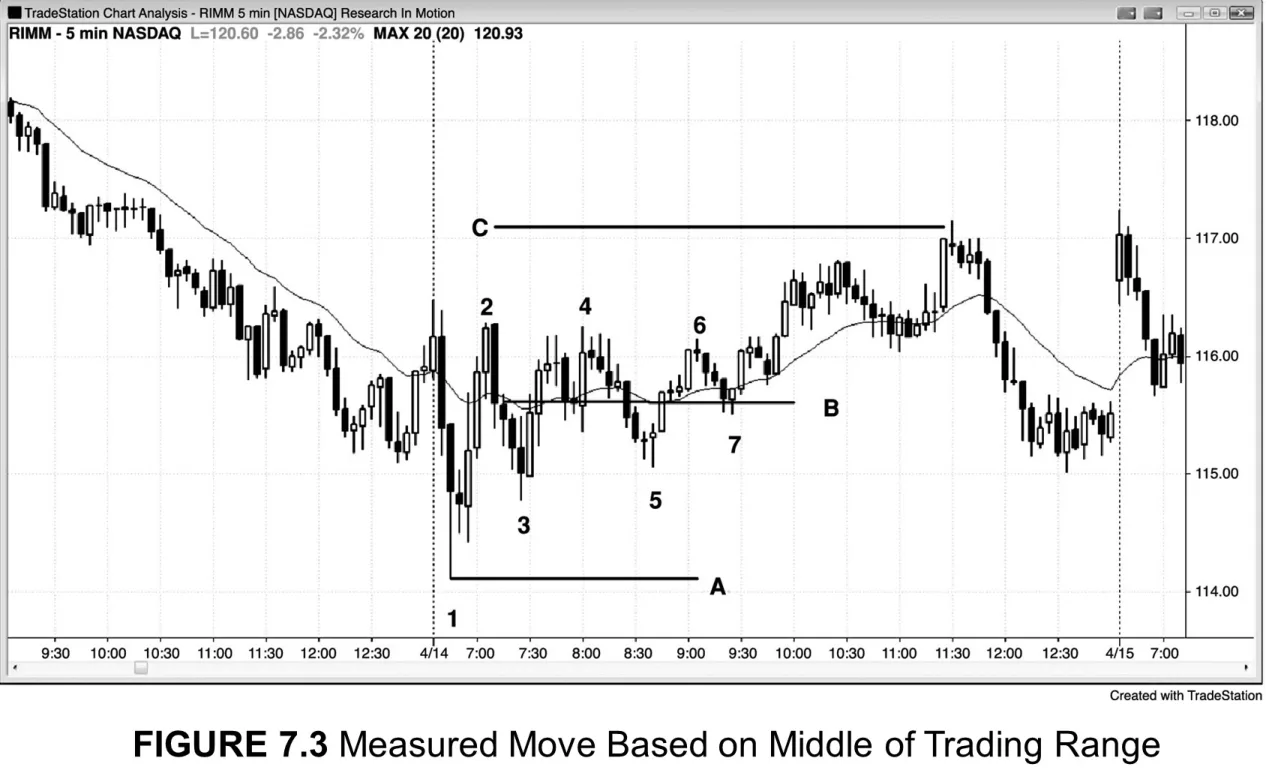 TradeStation Chart Analysis - RIMM 5 min [NASDAQ] Research In Motion
RIMM - 5 min NASDAQ L=120.60 -2.86 -2.32% MAX 20 (20) 120.93
118.00
C
117.00
2
4
6
116.00
B
7
115.00
5
3
A
114.00
1
9:30 10:00 10:30 11:00 11:30 12:00 12:30 4/14 7:00 7:30 8:00 8:30 9:00 9:30 10:00 10:30 11:00 11:30 12:00 12:30 4/15 7:00
Created with TradeStation
FIGURE 7.3 Measured Move Based on Middle of Trading Range